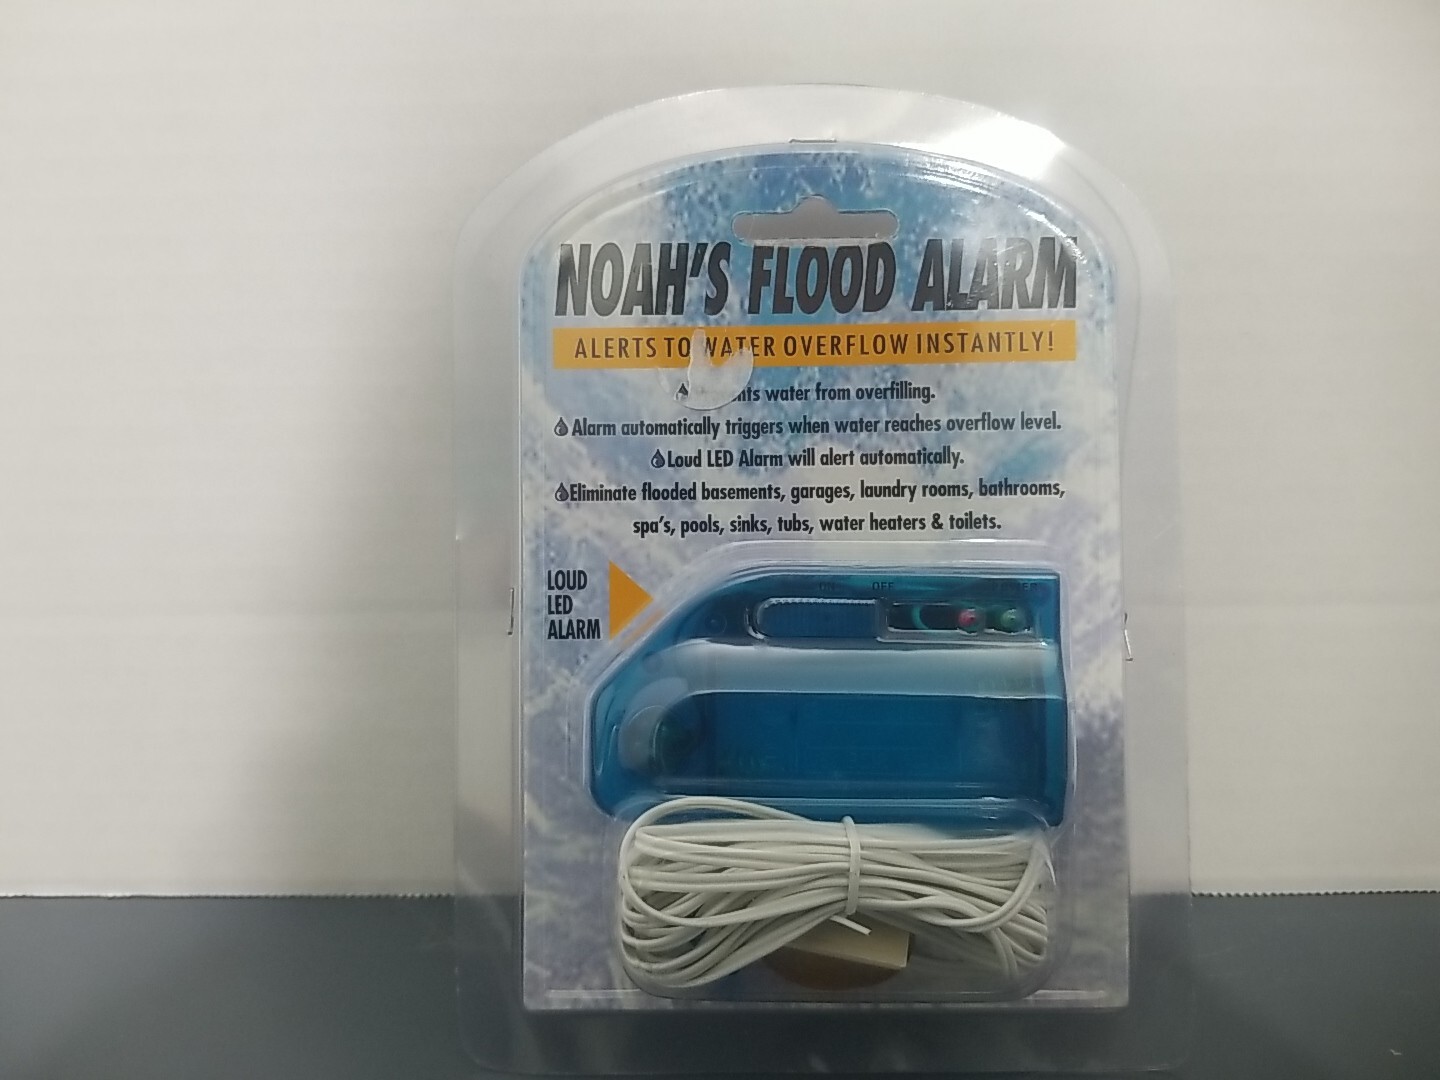 NOAH'S FLOOD ALARM
ALERTS TO WATER OVERFLOW INSTANTLY!
water from overfilling.
Alarm automatically triggers when water reaches overflow level.
Loud LED Alarm will alert automatically.
Eliminate flooded basements, garages, laundry rooms, bathrooms,
spa's, pools, sinks, tubs, water heaters & toilets.
LOUD
LED
ALARM
ON OFF